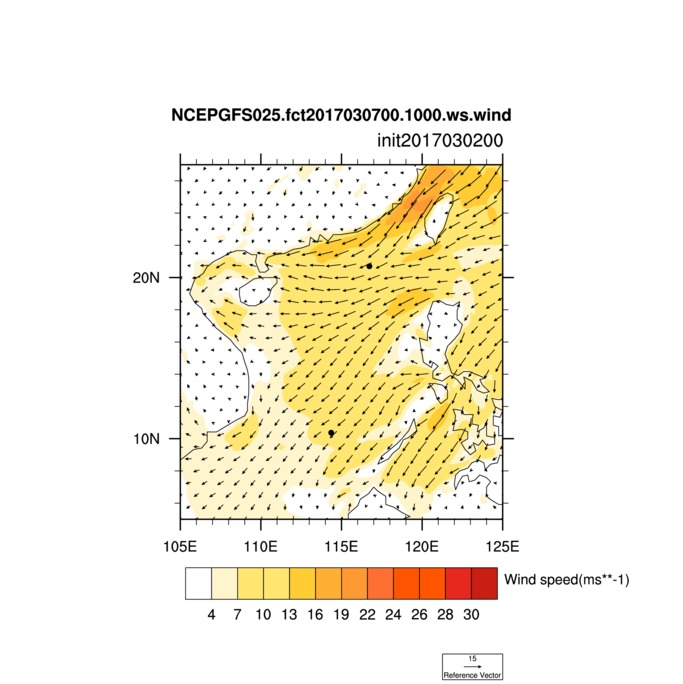 NCEPGFS025.fct2017030700.1000.ws.wind
init2017030200
20N
10N
105E 110E 115E 120E 125E
Wind speed(ms**-1)
4 7 10 13 16 19 22 24 26 28 30
15
Reference Vector